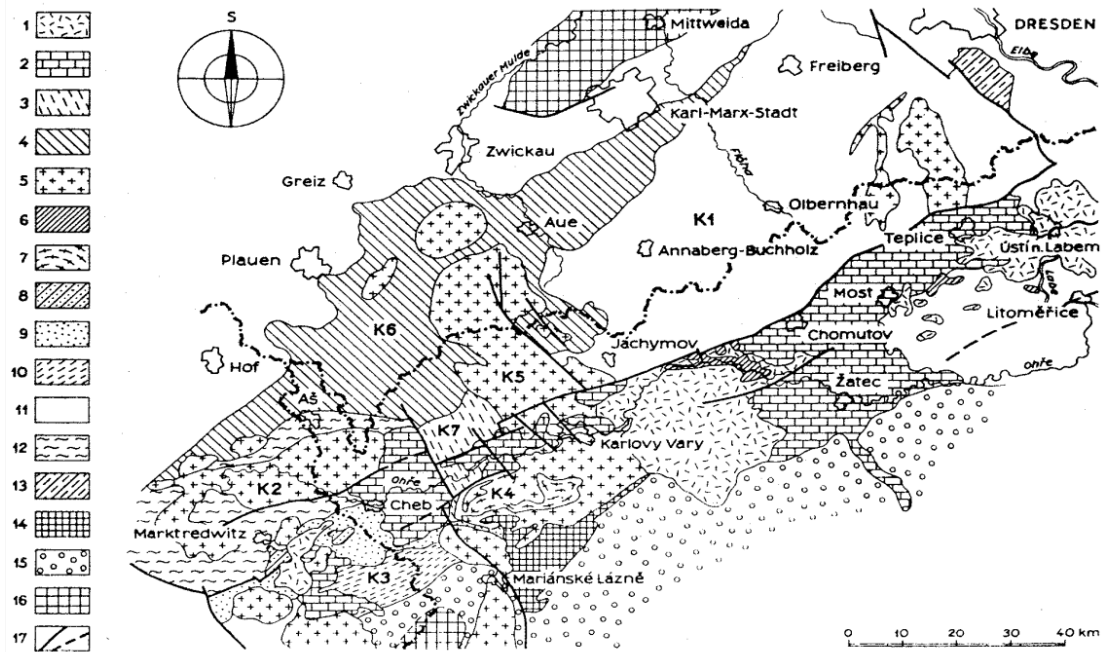 1
2
3
4
5
6
7
8
9
10
11
12
13
14
15
16
17
S
Mittweida
DRESDEN
Elbe
Zwickauer Mulde
Freiberg
Karl-Marx-Stadt
Zwickau
Flöha
Greiz
Olbernhau
Aue
K1
Teplice
Ústí n. Labem
Annaberg-Buchholz
Plauen
Labe
Most
Litoměřice
K6
Chomutov
Jáchymov
Hof
ohře
K5
Žatec
Aš
K7
Karlovy Vary
ohře
K2
K4
Cheb
Marktredwitz
K3
Mariánské Lázně
0 10 20 30 40 km